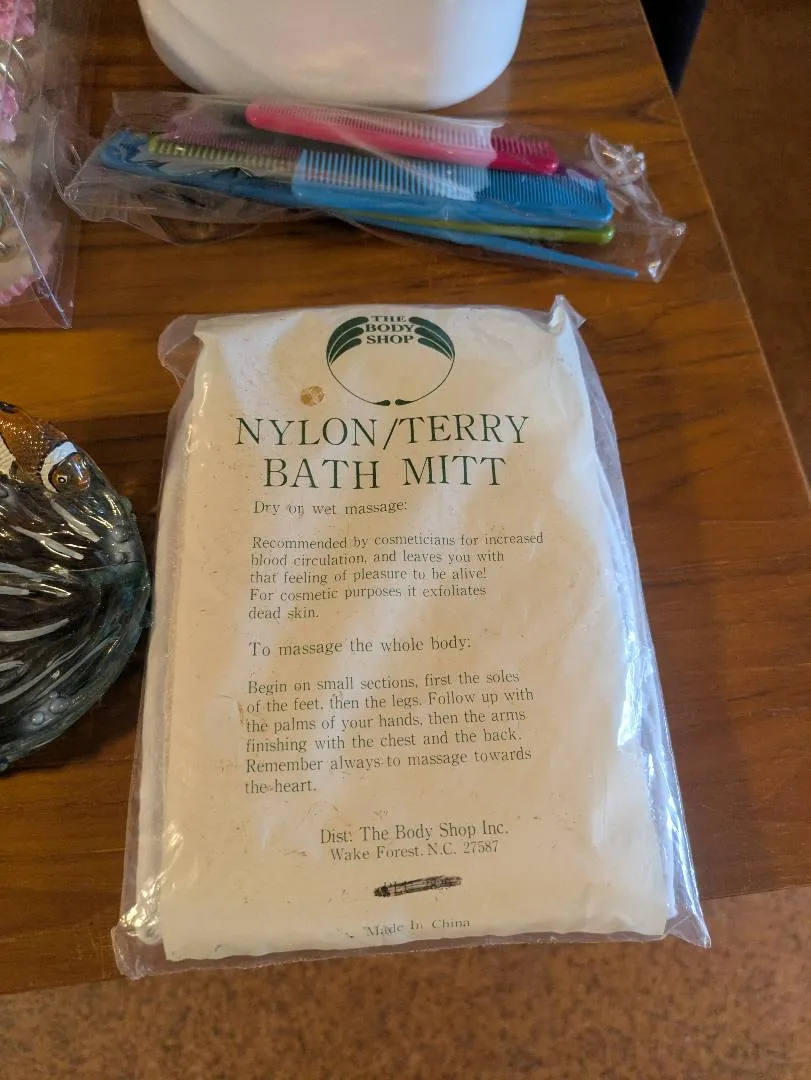 THE
BODY
SHOP
NYLON/TERRY
BATH MITT
Dry or wet massage:
Recommended by cosmeticians for increased
blood circulation, and leaves you with
that feeling of pleasure to be alive!
For cosmetic purposes it exfoliates
dead skin.
To massage the whole body:
Begin on small sections, first the soles
of the feet, then the legs. Follow up with
the palms of your hands, then the arms
finishing with the chest and the back.
Remember always to massage towards
the heart.
Dist: The Body Shop Inc.
Wake Forest. N.C. 27587
Made In China